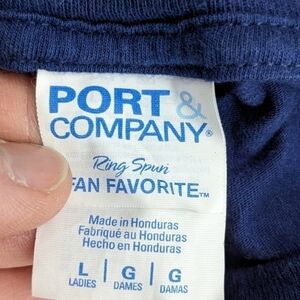 PORT &
COMPANY®
Ring Spun
FAN FAVORITE™
Made in Honduras
Fabriqué au Honduras
Hecho en Honduras
L | G | G
LADIES | DAMES | DAMAS